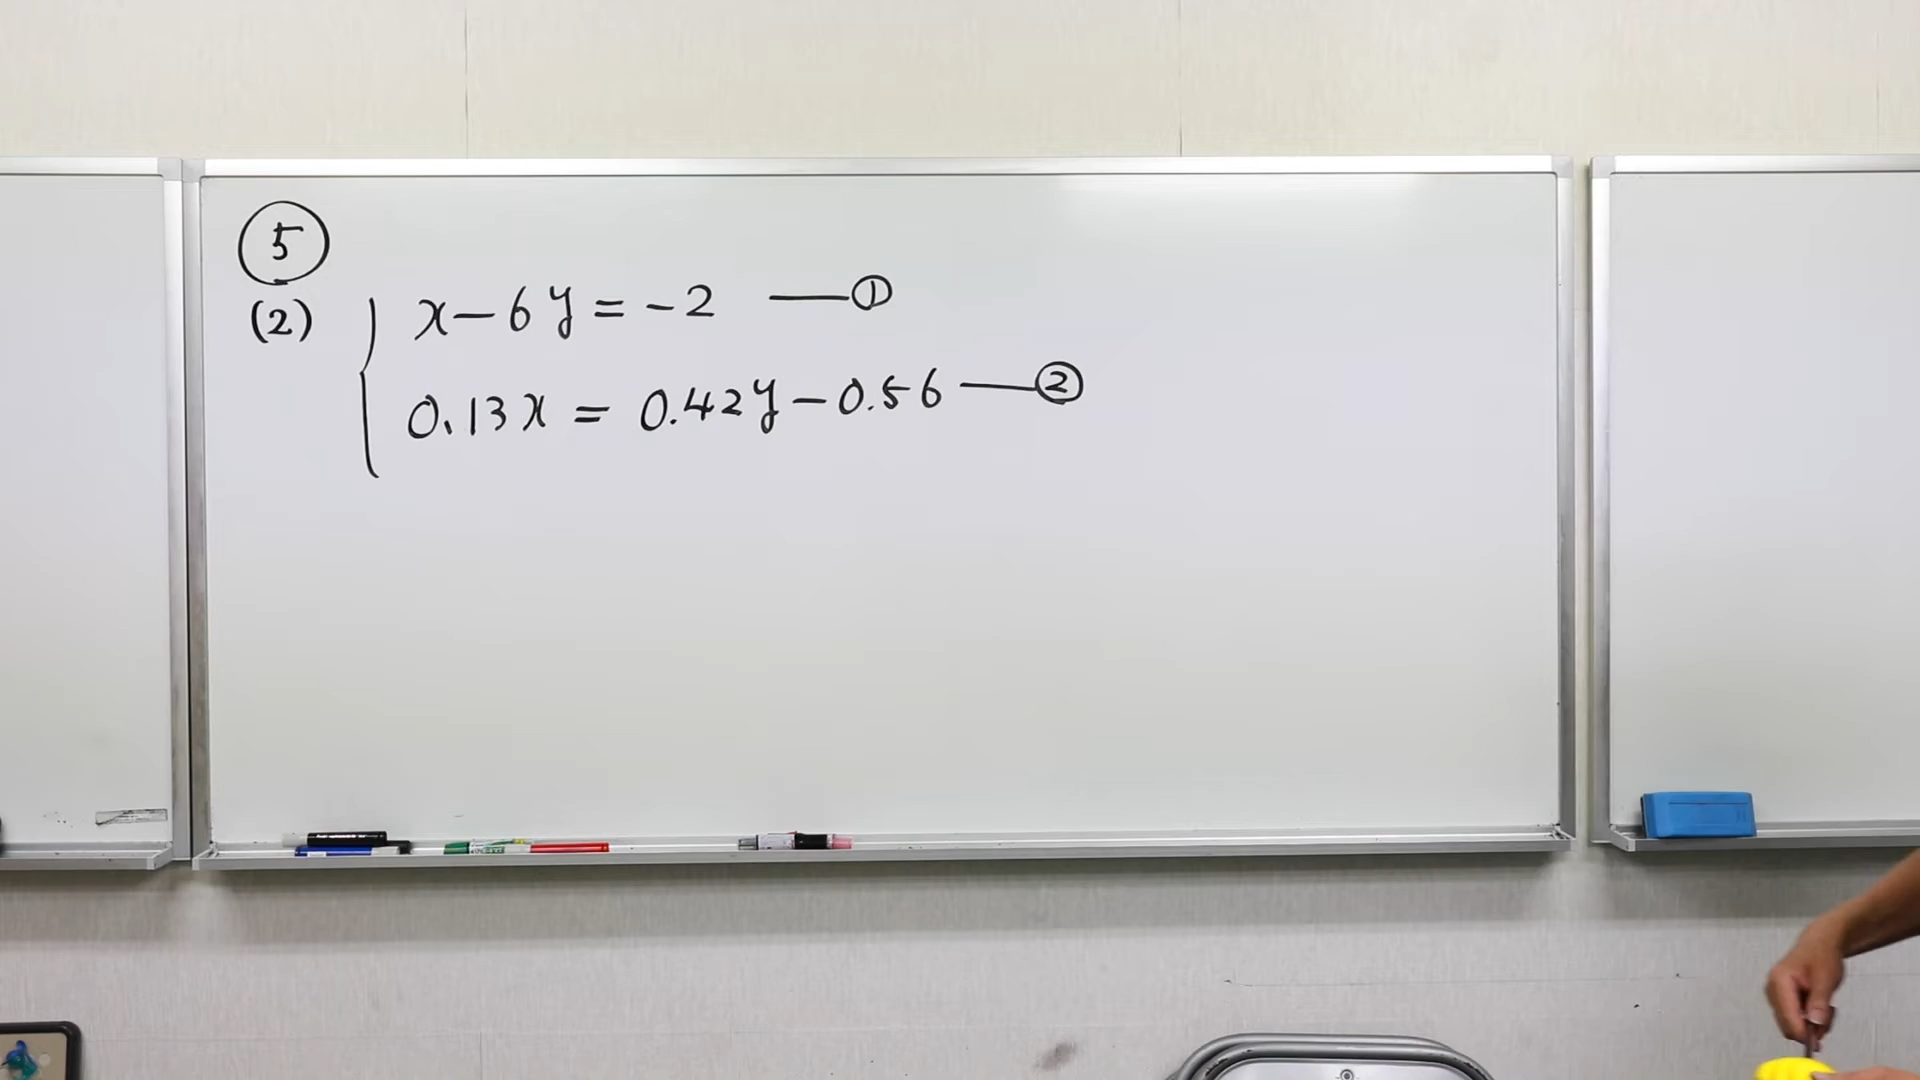 ⑤
(2) { x-6y=-2 ——①
0.13x = 0.42y-0.56 ——②